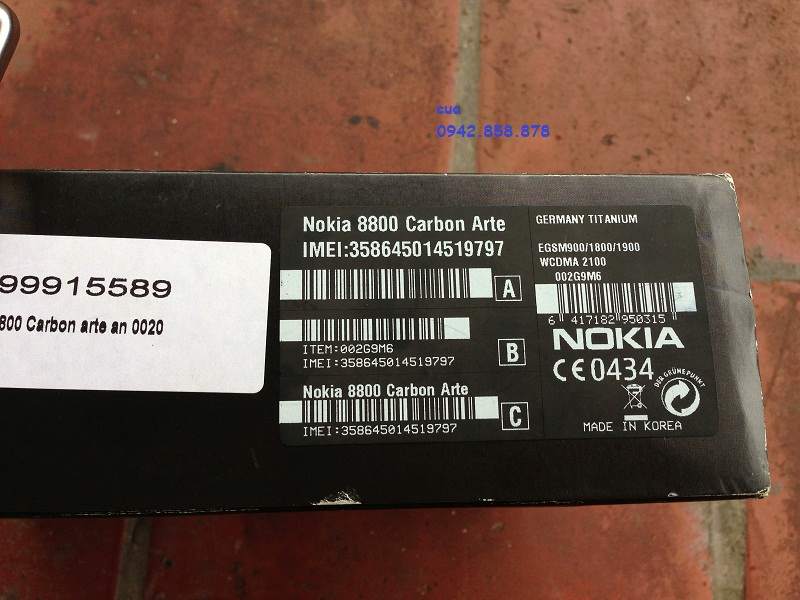 cua
0942.858.878
99915589
800 Carbon arte an 0020
Nokia 8800 Carbon Arte
IMEI:358645014519797
A
ITEM:002G9M6
IMEI:358645014519797
B
Nokia 8800 Carbon Arte
IMEI:358645014519797
C
GERMANY TITANIUM
EGSM900/1800/1900
WCDMA 2100
002G9M6
6 417182 950315
NOKIA
CE0434
DER GRÜNE PUNKT
MADE IN KOREA